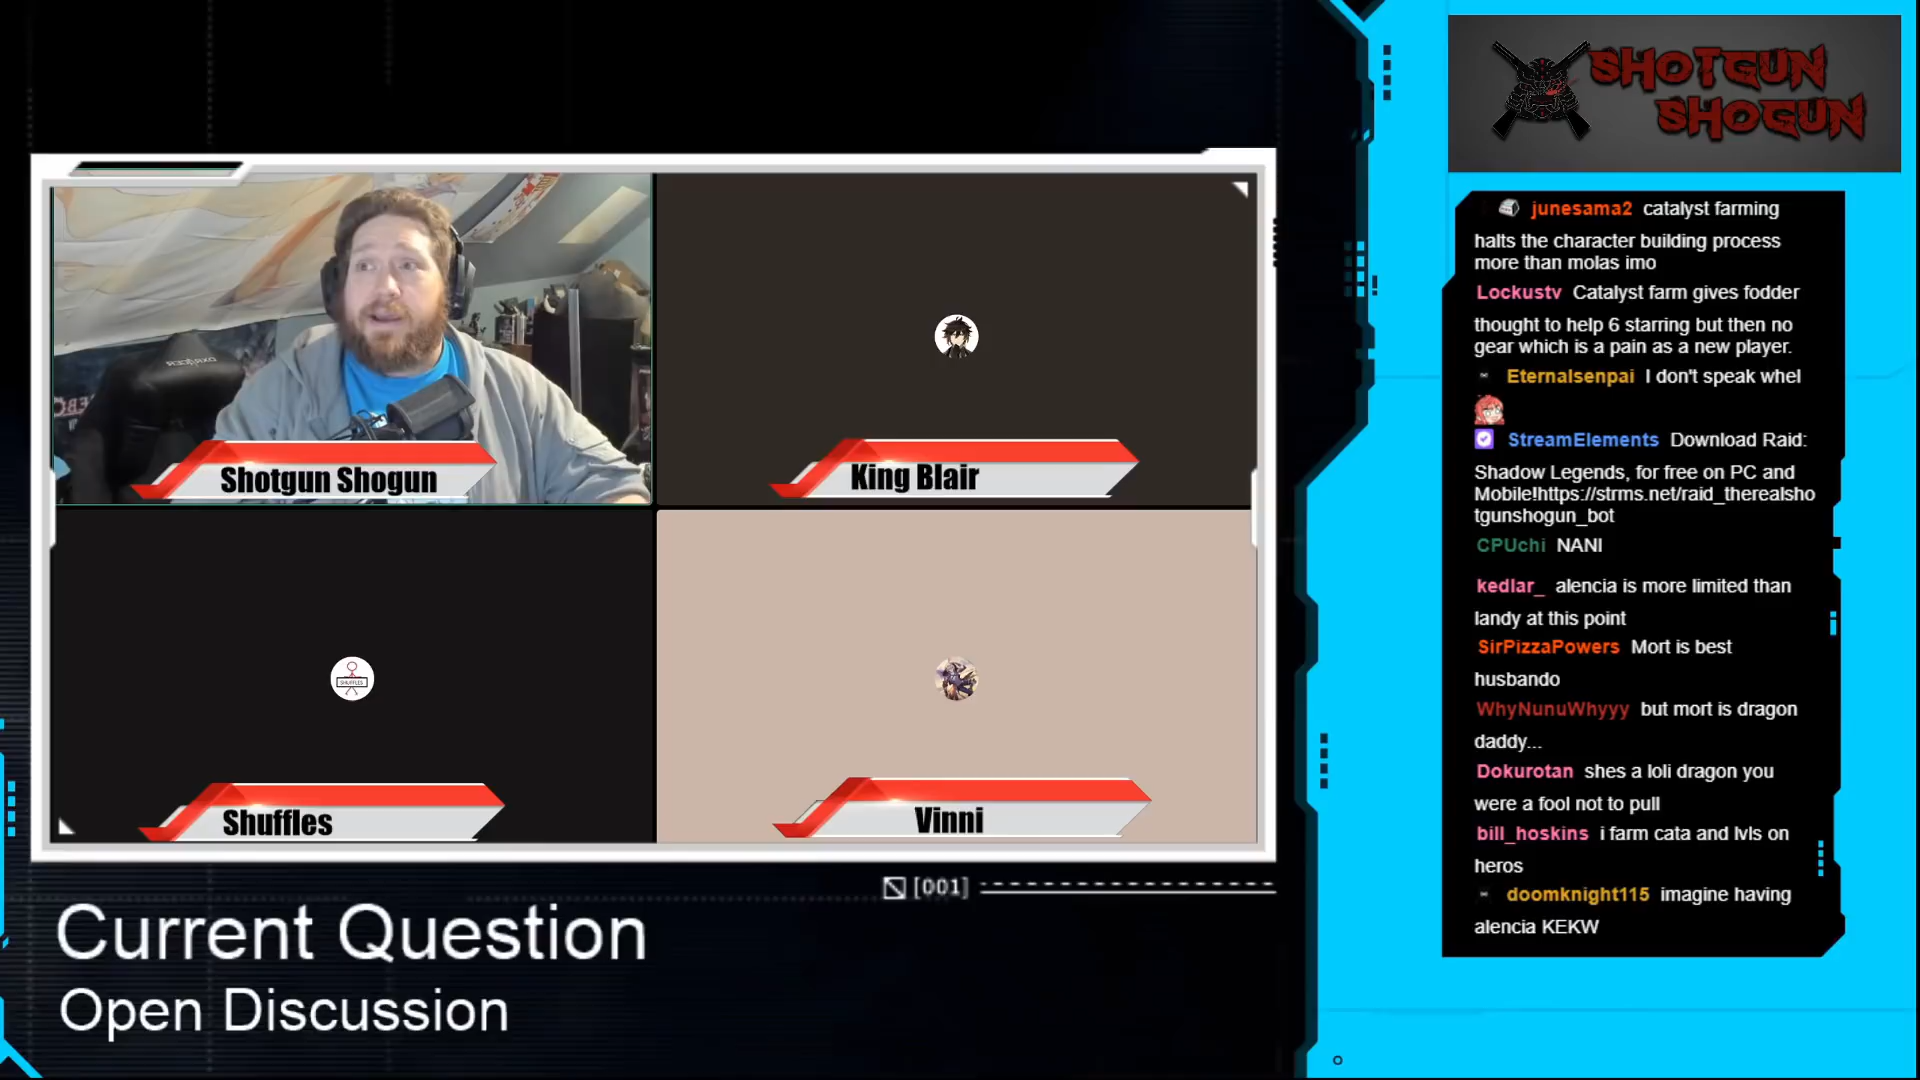 SHOTGUN
SHOGUN
junesama2 catalyst farming
halts the character building process
more than molas imo
Lockustv Catalyst farm gives fodder
thought to help 6 starring but then no
gear which is a pain as a new player.
Eternalsenpai I don't speak whel
StreamElements Download Raid:
Shadow Legends, for free on PC and
Mobile!https://strms.net/raid_therealsho
tgunshogun_bot
CPUchi NANI
kedlar_ alencia is more limited than
landy at this point
SirPizzaPowers Mort is best
husbando
WhyNunuWhyyy but mort is dragon
daddy...
Dokurotan shes a loli dragon you
were a fool not to pull
bill_hoskins i farm cata and lvls on
heros
doomknight115 imagine having
alencia KEKW
Shotgun Shogun
King Blair
SHUFFLES
Shuffles
Vinni
[001]
Current Question
Open Discussion